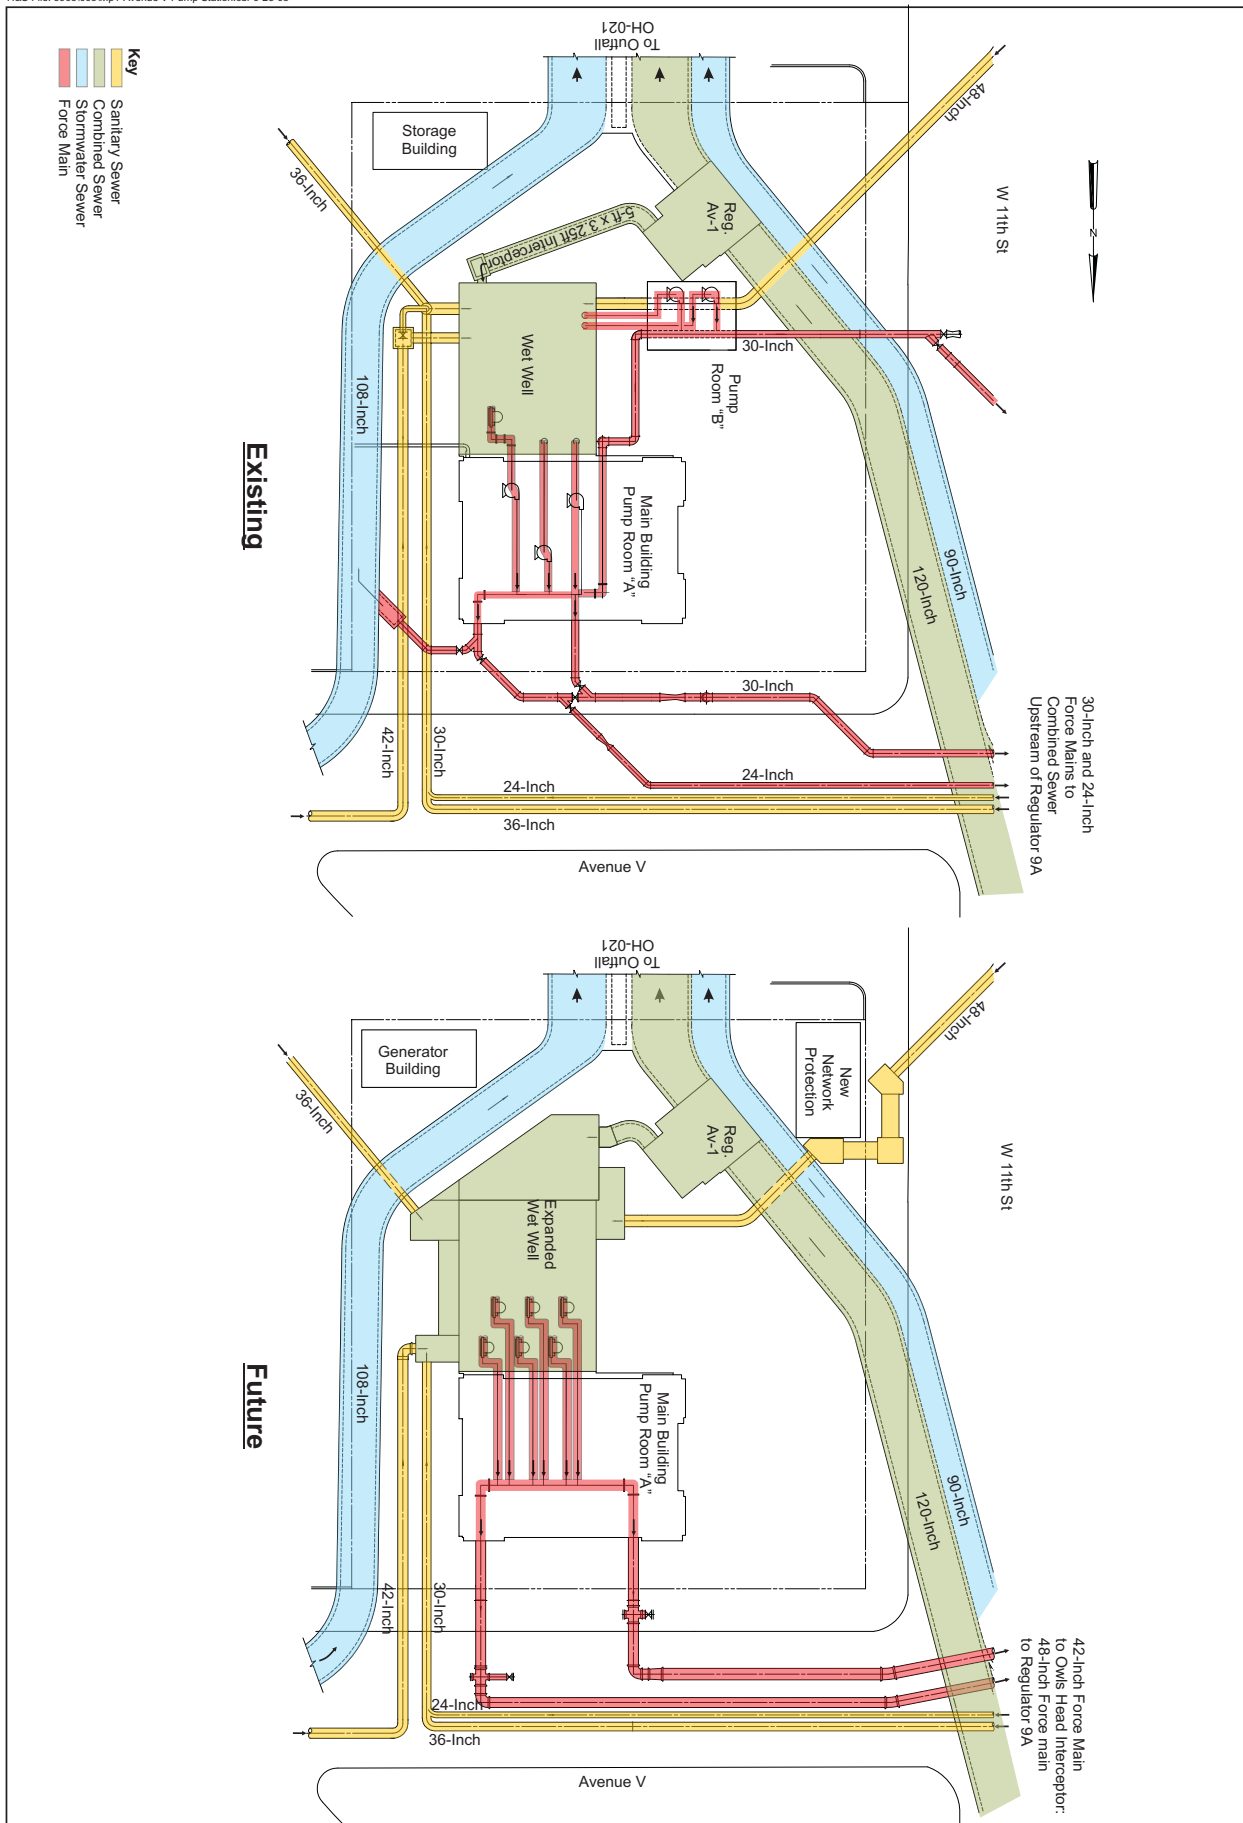 Key
Sanitary Sewer
Combined Sewer
Stormwater Sewer
Force Main
To Outfall
OH-021
48-Inch
W 11th St
N
Storage
Building
36-Inch
5-ft x 3.25ft Interceptor
Reg.
Av-1
Wet Well
30-Inch
Pump
Room "B"
108-Inch
Main Building
Pump Room "A"
Existing
90-Inch
120-Inch
30-Inch
30-Inch and 24-Inch
Force Mains to
Combined Sewer
Upstream of Regulator 9A
42-Inch
30-Inch
24-Inch
24-Inch
36-Inch
Avenue V
To Outfall
OH-021
48-Inch
New
Network
Protection
W 11th St
Generator
Building
36-Inch
Reg.
Av-1
Expanded
Wet Well
108-Inch
Main Building
Pump Room "A"
Future
90-Inch
120-Inch
42-Inch
30-Inch
42-Inch Force Main
to Owls Head Interceptor:
48-Inch Force main
to Regulator 9A
24-Inch
36-Inch
Avenue V